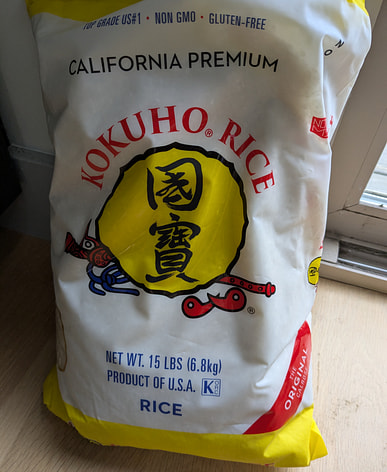 TOP GRADE US#1 • NON GMO • GLUTEN-FREE
CALIFORNIA PREMIUM
KOKUHO® RICE
國寶
®
NET WT. 15 LBS (6.8kg)
PRODUCT OF U.S.A. K
RICE
THE
ORIGINAL